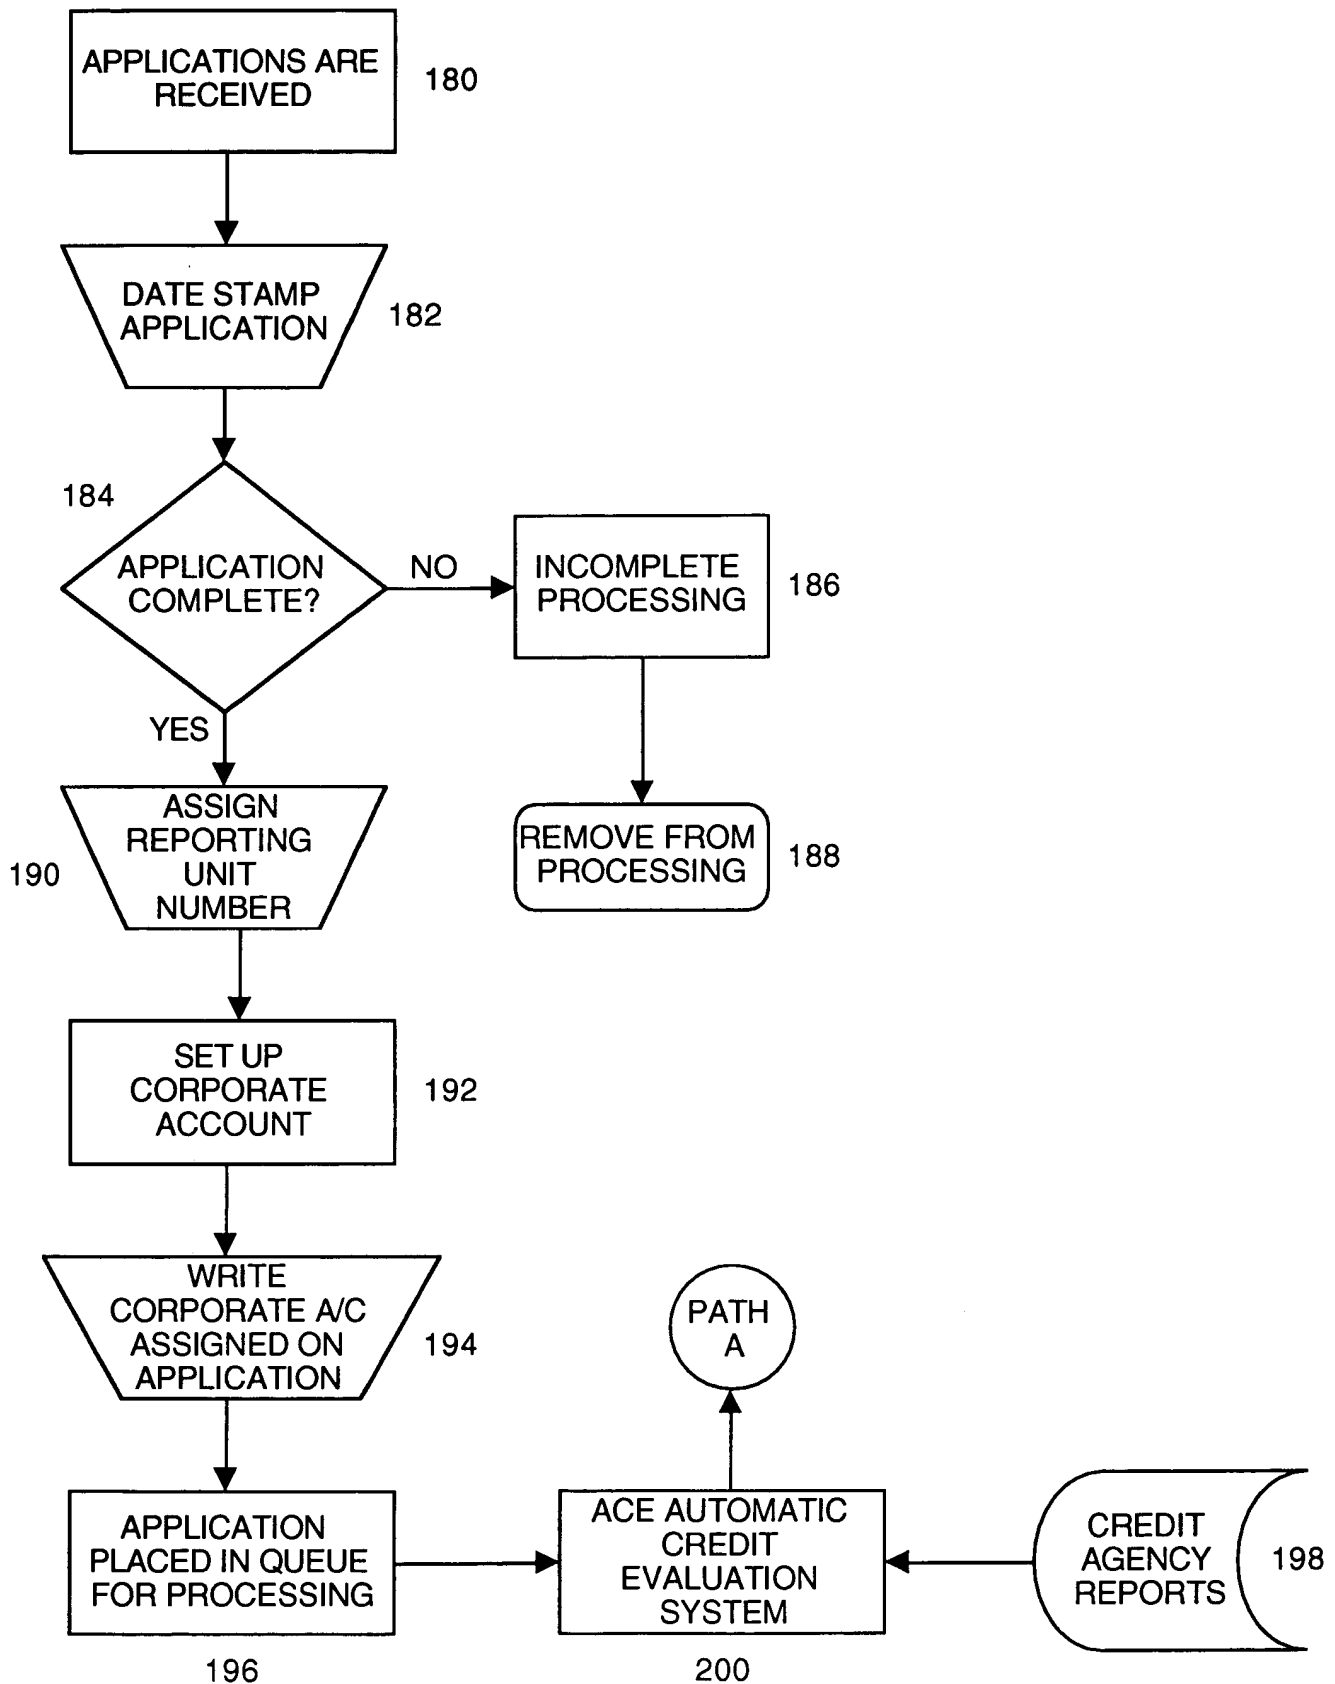 APPLICATIONS ARE
RECEIVED
180
DATE STAMP
APPLICATION
182
184
APPLICATION
COMPLETE?
NO
INCOMPLETE
PROCESSING
186
YES
ASSIGN
REPORTING
UNIT
NUMBER
190
REMOVE FROM
PROCESSING
188
SET UP
CORPORATE
ACCOUNT
192
WRITE
CORPORATE A/C
ASSIGNED ON
APPLICATION
194
PATH
A
APPLICATION
PLACED IN QUEUE
FOR PROCESSING
196
ACE AUTOMATIC
CREDIT
EVALUATION
SYSTEM
200
CREDIT
AGENCY
REPORTS
198